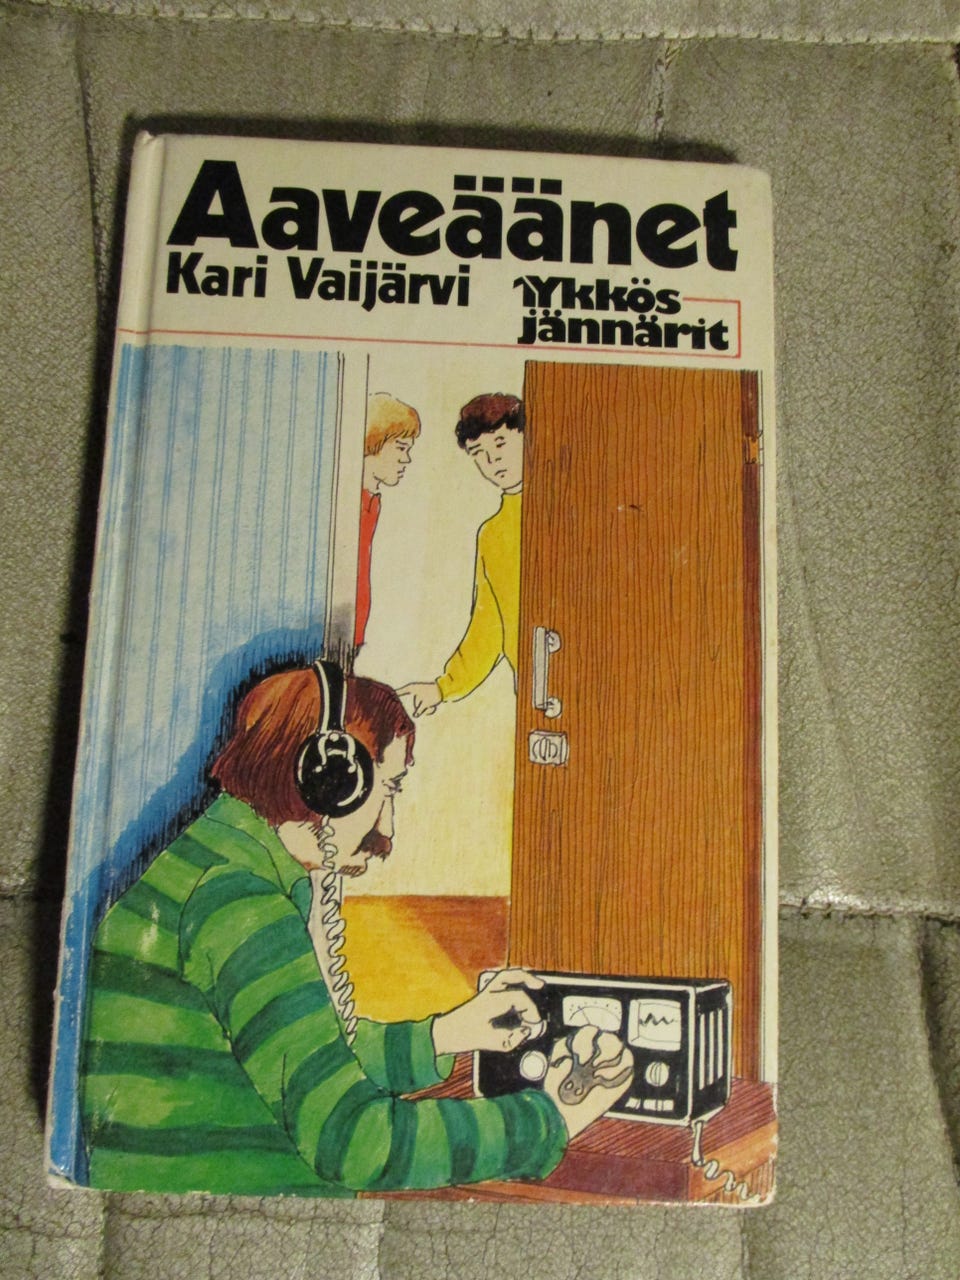 Aaveäänet
Kari Vaijärvi
Ykkös
jännärit